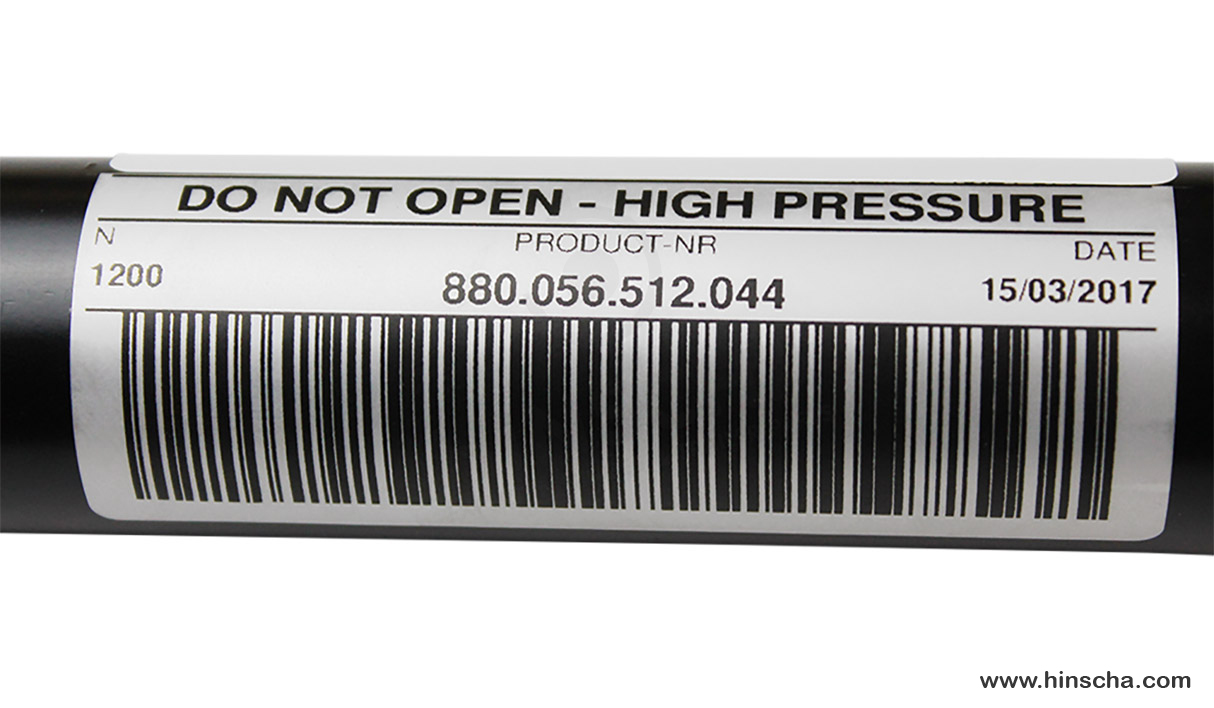 DO NOT OPEN - HIGH PRESSURE
N PRODUCT-NR DATE
1200 880.056.512.044 15/03/2017
www.hinscha.com